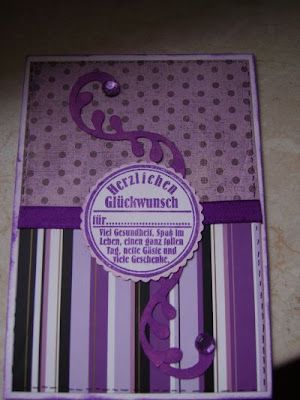 Herzlichen
Glückwunsch
für...............................
Viel Gesundheit, Spaß im
Leben, einen ganz tollen
Tag, nette Gäste und
viele Geschenke.